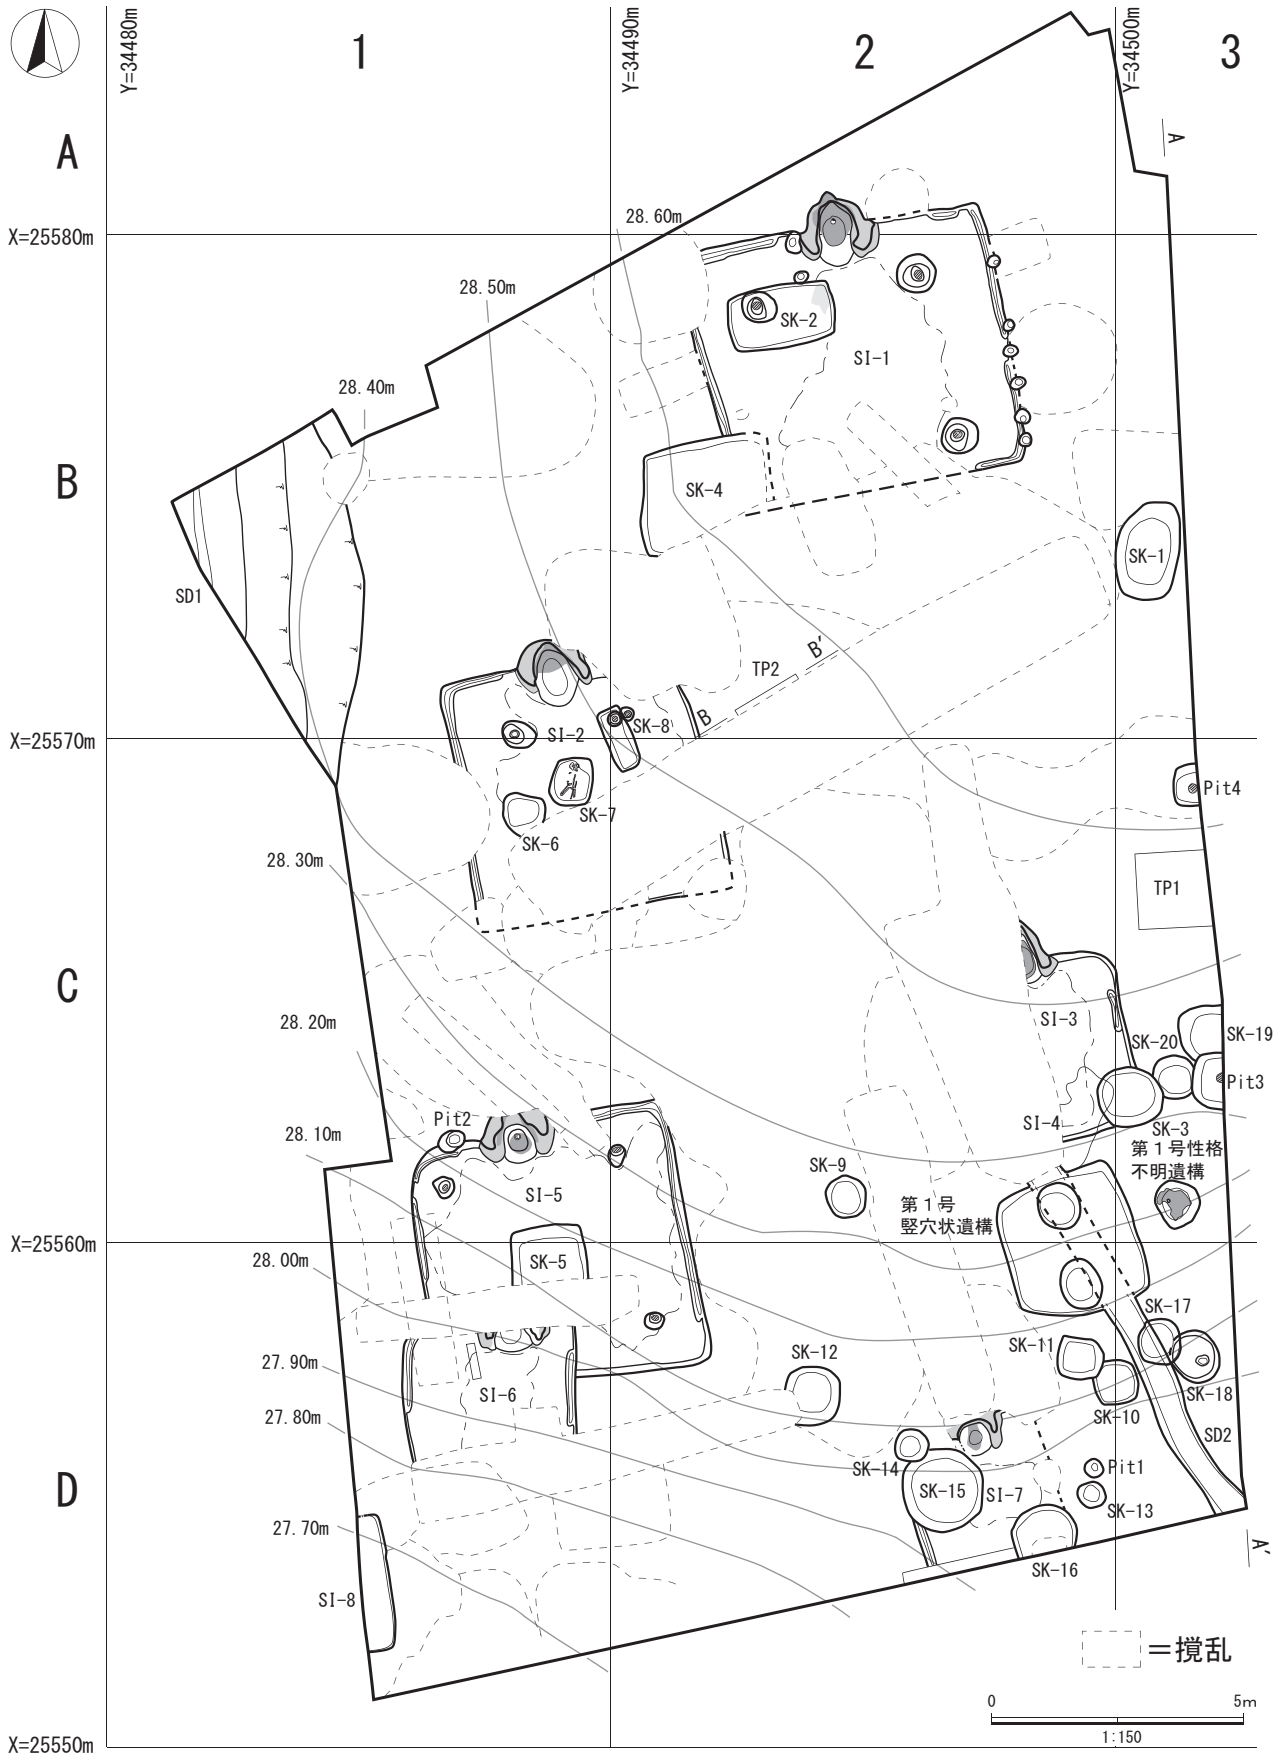 Y=34480m
Y=34490m
Y=34500m
1
2
3
A
A
X=25580m
28.60m
28.50m
SK-2
SI-1
28.40m
B
SK-4
SK-1
SD1
B′
TP2
B
SK-8
SI-2
X=25570m
Pit4
SK-7
SK-6
28.30m
TP1
C
28.20m
SI-3
SK-19
SK-20
Pit3
Pit2
SI-4
SK-3
28.10m
第1号性格
不明遺構
SK-9
SI-5
第1号
竪穴状遺構
X=25560m
28.00m
SK-5
SK-17
SK-11
SK-12
27.90m
SI-6
SK-18
SK-10
27.80m
SD2
SK-14
Pit1
D
SK-15
SI-7
SK-13
27.70m
A′
SK-16
SI-8
=撹乱
0
5m
1:150
X=25550m